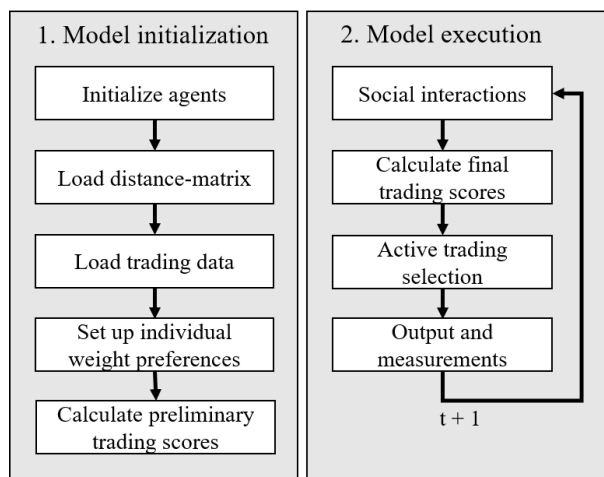 1. Model initialization
Initialize agents
Load distance-matrix
Load trading data
Set up individual
weight preferences
Calculate preliminary
trading scores
2. Model execution
Social interactions
Calculate final
trading scores
Active trading
selection
Output and
measurements
t + 1